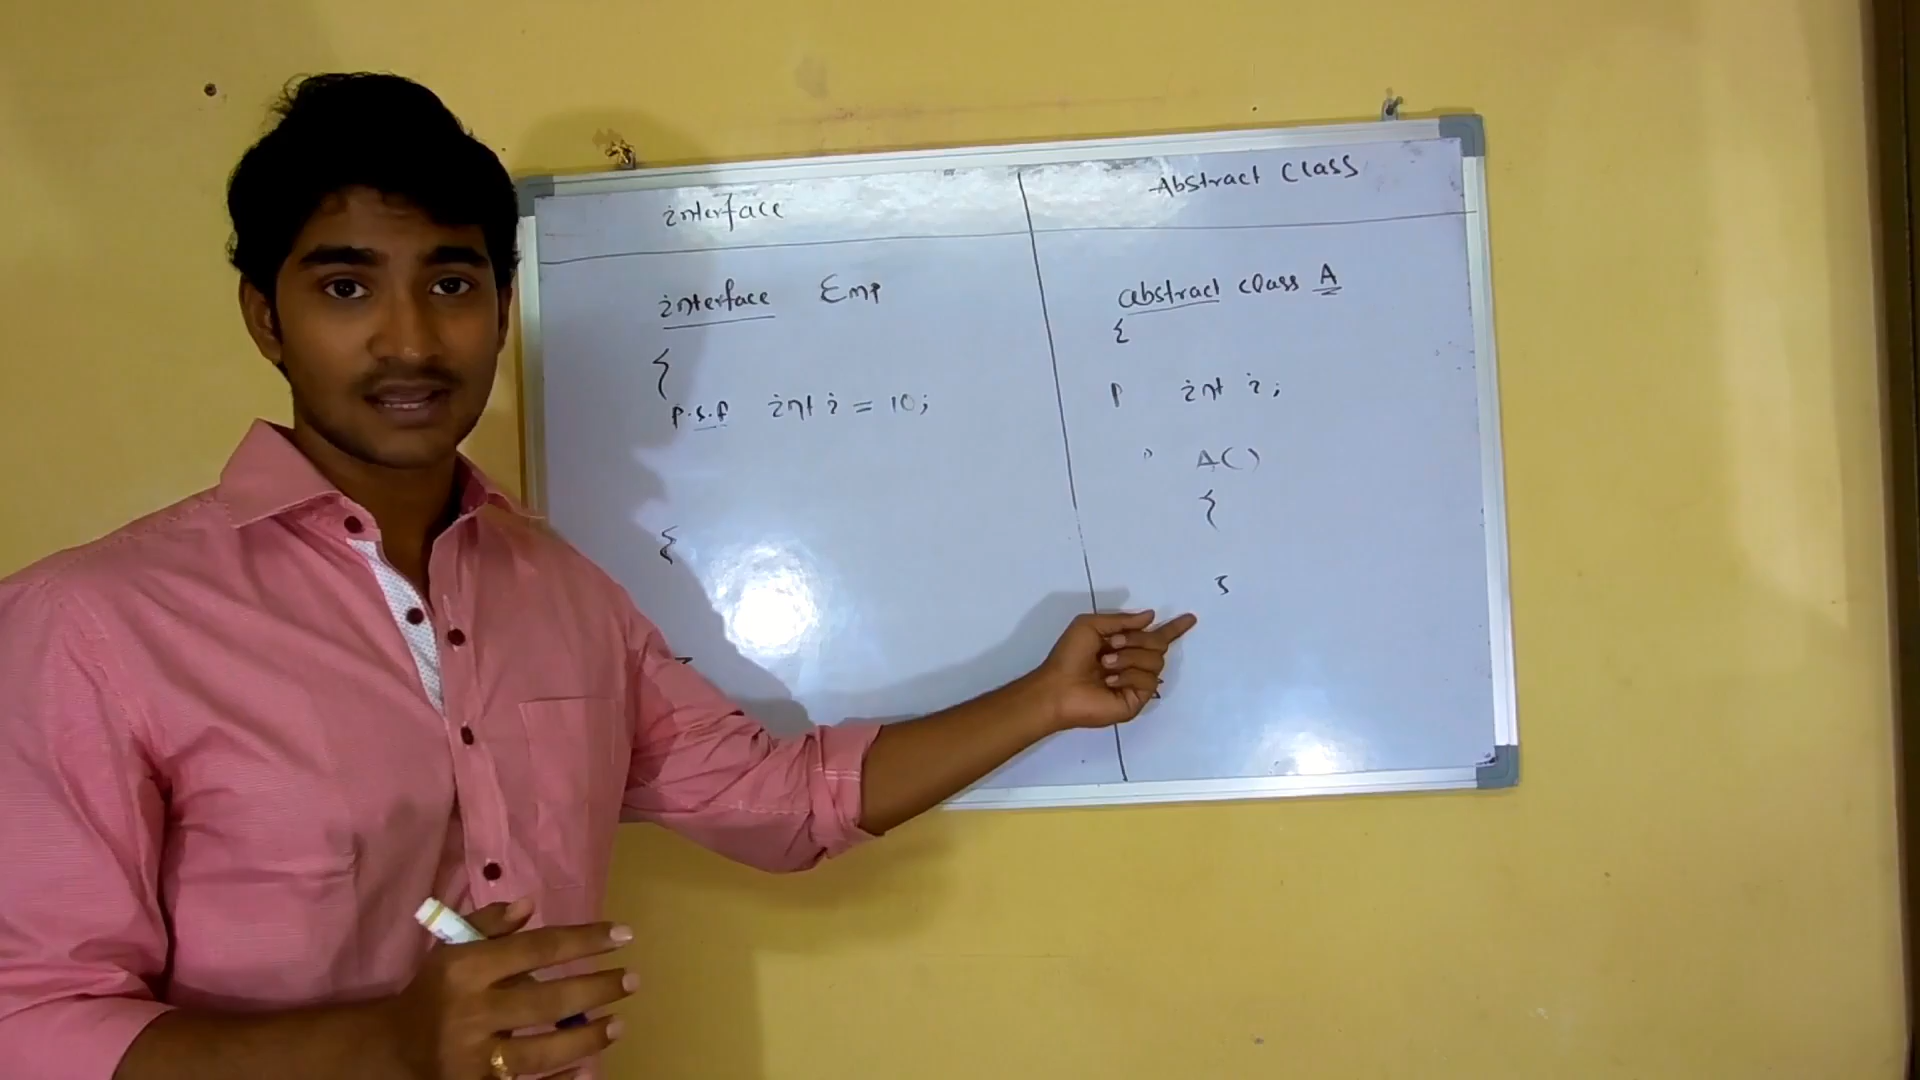 interface
Abstract Class
interface Emp
{
p.s.f int i = 10;
{
abstract class A
{
p int i;
A()
{
}